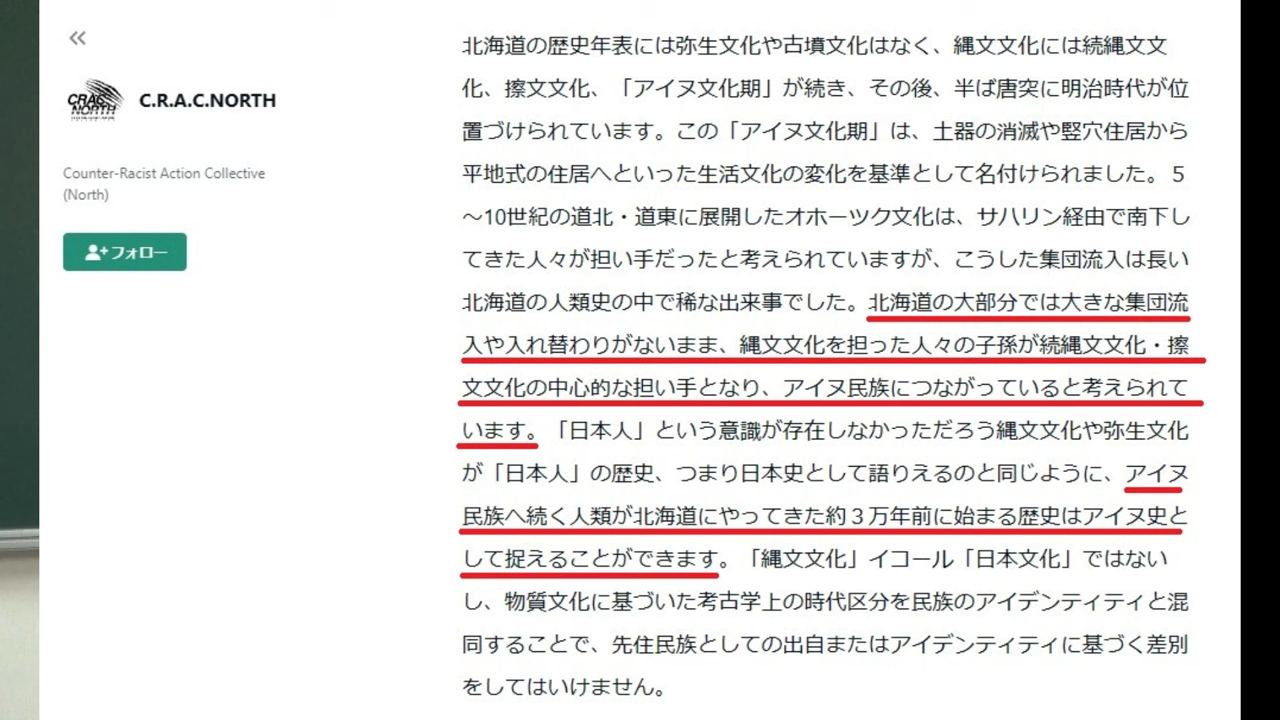 C.R.A.C.NORTH
CRAC
NORTH
Counter-Racist Action Collective
(North)
フォロー
北海道の歴史年表には弥生文化や古墳文化はなく、縄文文化には続縄文文
化、擦文文化、「アイヌ文化期」が続き、その後、半ば唐突に明治時代が位
置づけられています。この「アイヌ文化期」は、土器の消滅や竪穴住居から
平地式の住居へといった生活文化の変化を基準として名付けられました。５
〜10世紀の道北・道東に展開したオホーツク文化は、サハリン経由で南下し
てきた人々が担い手だったと考えられていますが、こうした集団流入は長い
北海道の人類史の中で稀な出来事でした。北海道の大部分では大きな集団流
入や入れ替わりがないまま、縄文文化を担った人々の子孫が続縄文文化・擦
文文化の中心的な担い手となり、アイヌ民族につながっていると考えられて
います。「日本人」という意識が存在しなかっただろう縄文文化や弥生文化
が「日本人」の歴史、つまり日本史として語りえるのと同じように、アイヌ
民族へ続く人類が北海道にやってきた約３万年前に始まる歴史はアイヌ史と
して捉えることができます。「縄文文化」イコール「日本文化」ではない
し、物質文化に基づいた考古学上の時代区分を民族のアイデンティティと混
同することで、先住民族としての出自またはアイデンティティに基づく差別
をしてはいけません。